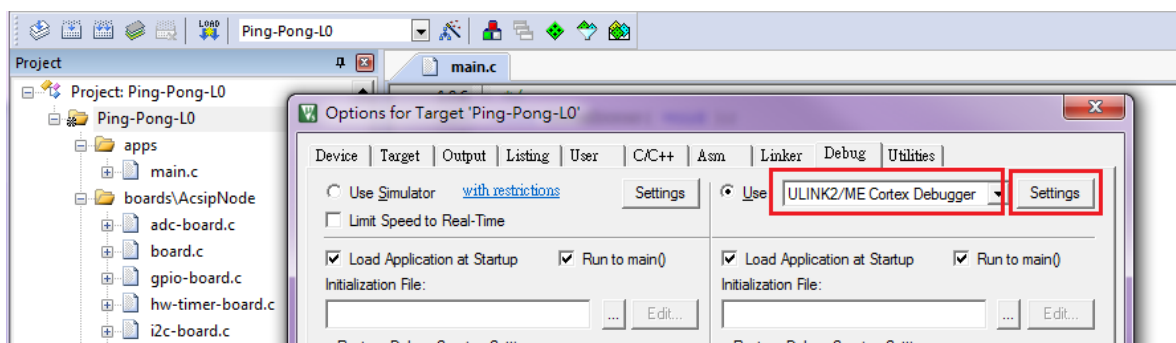 LOAD
Ping-Pong-L0
Project
main.c
Project: Ping-Pong-L0
Ping-Pong-L0
apps
main.c
boards\AcsipNode
adc-board.c
board.c
gpio-board.c
hw-timer-board.c
i2c-board.c
Options for Target 'Ping-Pong-L0'
Device Target Output Listing User C/C++ Asm Linker Debug Utilities
Use Simulator with restrictions Settings
Use ULINK2/ME Cortex Debugger Settings
Limit Speed to Real-Time
Load Application at Startup Run to main()
Load Application at Startup Run to main()
Initialization File:
Initialization File:
... Edit...
... Edit...